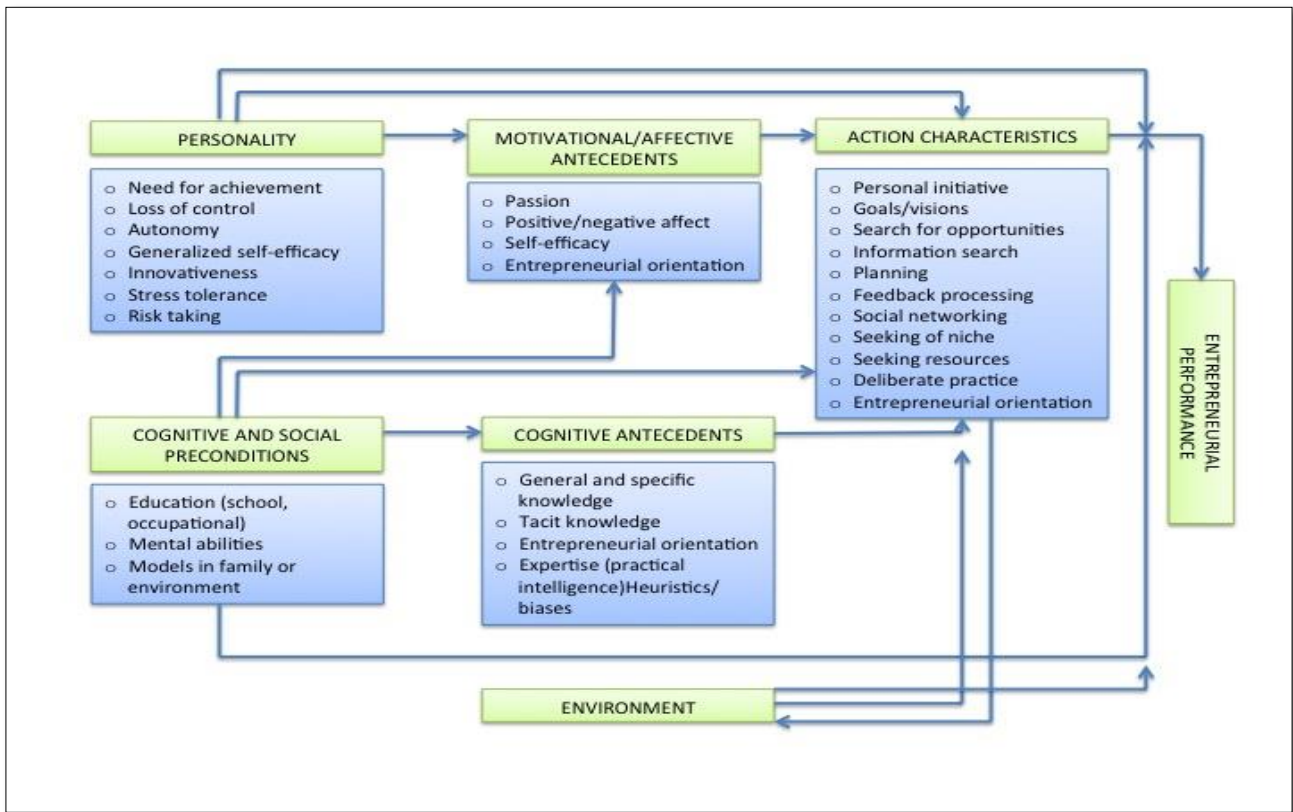 PERSONALITY
○ Need for achievement
○ Loss of control
○ Autonomy
○ Generalized self-efficacy
○ Innovativeness
○ Stress tolerance
○ Risk taking
MOTIVATIONAL/AFFECTIVE
ANTECEDENTS
○ Passion
○ Positive/negative affect
○ Self-efficacy
○ Entrepreneurial orientation
ACTION CHARACTERISTICS
○ Personal initiative
○ Goals/visions
○ Search for opportunities
○ Information search
○ Planning
○ Feedback processing
○ Social networking
○ Seeking of niche
○ Seeking resources
○ Deliberate practice
○ Entrepreneurial orientation
ENTREPRENEURIAL
PERFORMANCE
COGNITIVE AND SOCIAL
PRECONDITIONS
○ Education (school,
occupational)
○ Mental abilities
○ Models in family or
environment
COGNITIVE ANTECEDENTS
○ General and specific
knowledge
○ Tacit knowledge
○ Entrepreneurial orientation
○ Expertise (practical
intelligence)Heuristics/
biases
ENVIRONMENT